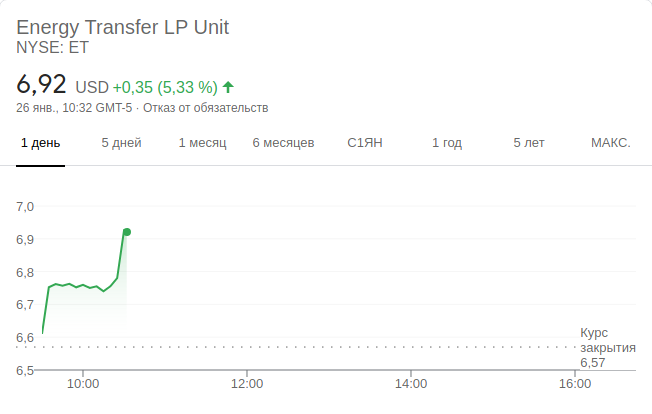 Energy Transfer LP Unit
NYSE: ET
6,92 USD +0,35 (5,33 %)
26 янв., 10:32 GMT-5 · Отказ от обязательств
1 день 5 дней 1 месяц 6 месяцев С1ЯН 1 год 5 лет МАКС.
7,0
6,9
6,8
6,7
6,6
6,5
Курс
закрытия
6,57
10:00 12:00 14:00 16:00